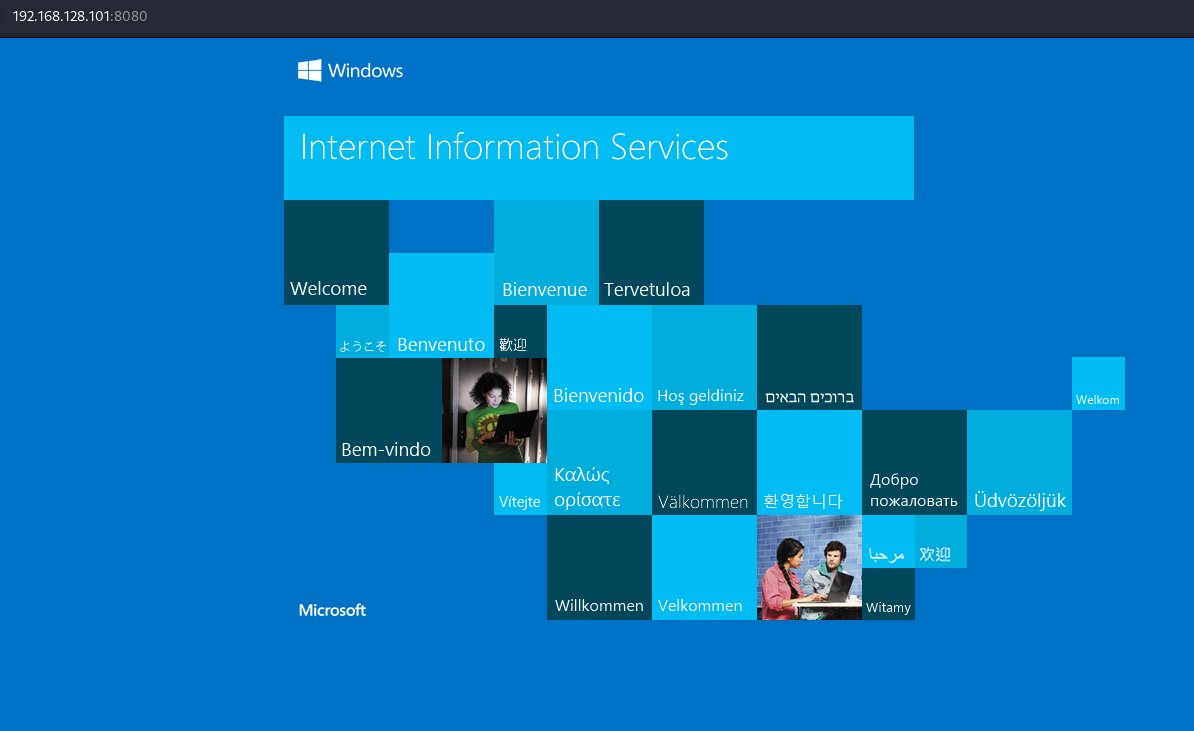 192.168.128.101:8080
Windows
Internet Information Services
Welcome
Bienvenue
Tervetuloa
ようこそ
Benvenuto
歡迎
Bienvenido
Hoş geldiniz
ברוכים הבאים
Welkom
Bem-vindo
Vítejte
Καλώς
ορίσατε
Välkommen
환영합니다
Добро
пожаловать
Üdvözöljük
مرحبا
欢迎
Willkommen
Velkommen
Witamy
Microsoft